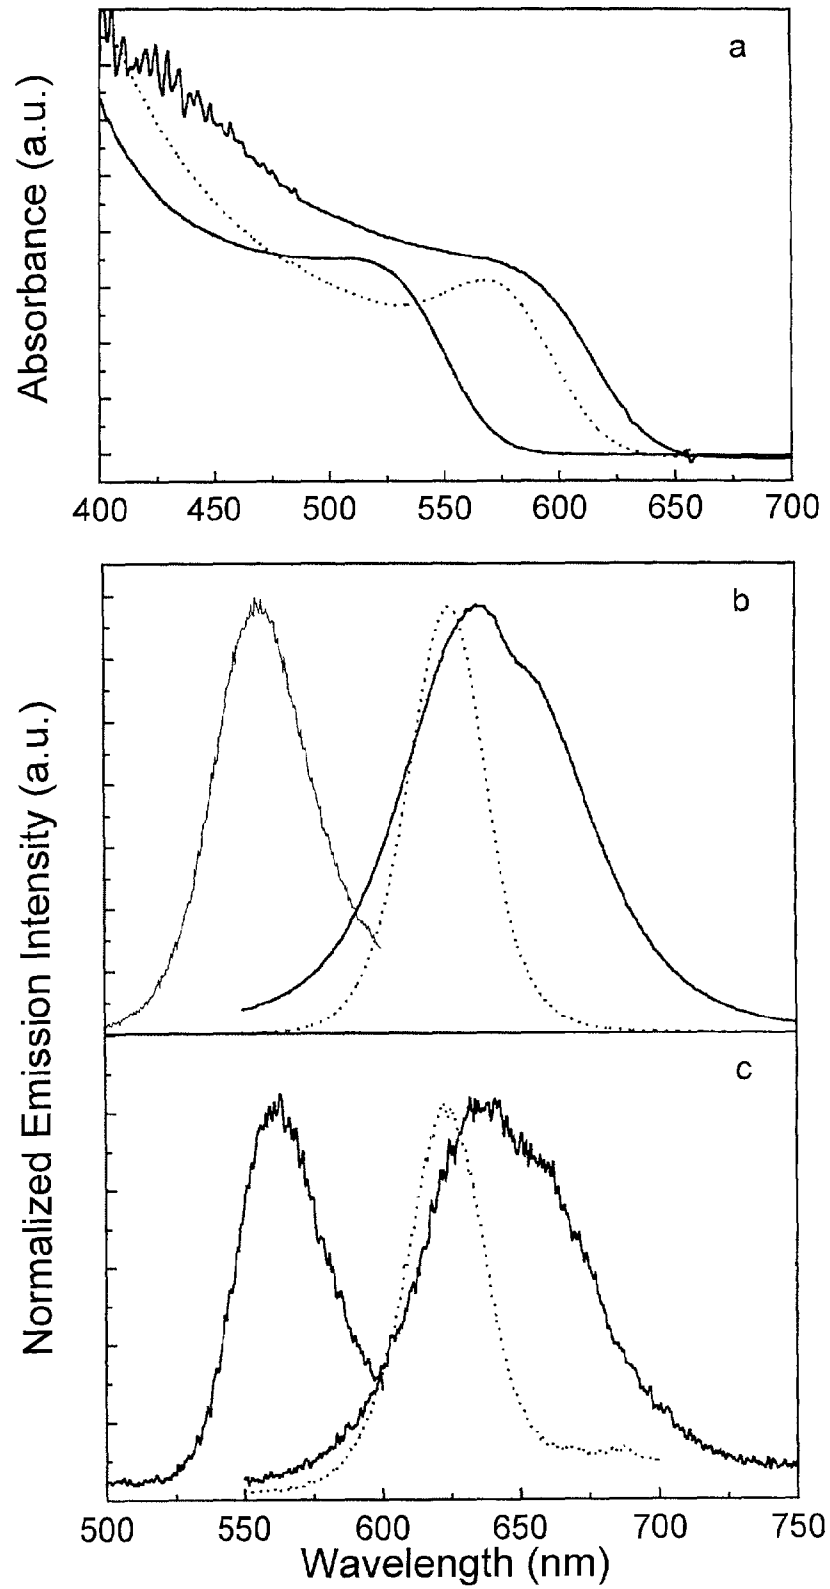 a
Absorbance (a.u.)
400 450 500 550 600 650 700
b
Normalized Emission Intensity (a.u.)
c
500 550 600 650 700 750
Wavelength (nm)